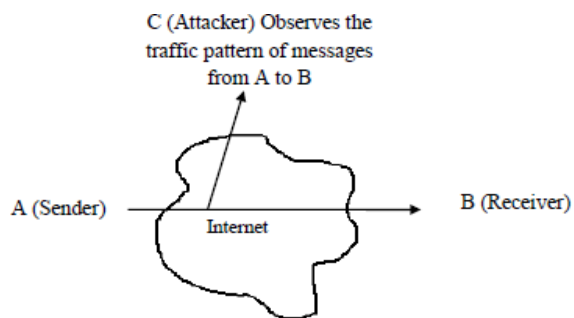 C (Attacker) Observes the
traffic pattern of messages
from A to B
A (Sender)
Internet
B (Receiver)